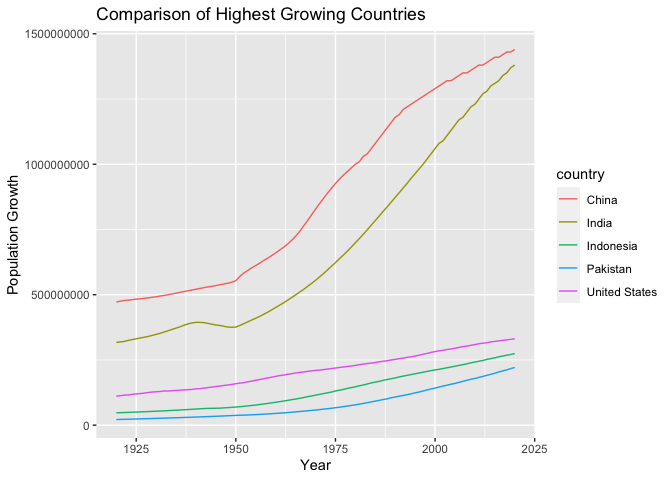 Comparison of Highest Growing Countries
Population Growth
1500000000
1000000000
500000000
0
1925 1950 1975 2000 2025
Year
country
China
India
Indonesia
Pakistan
United States